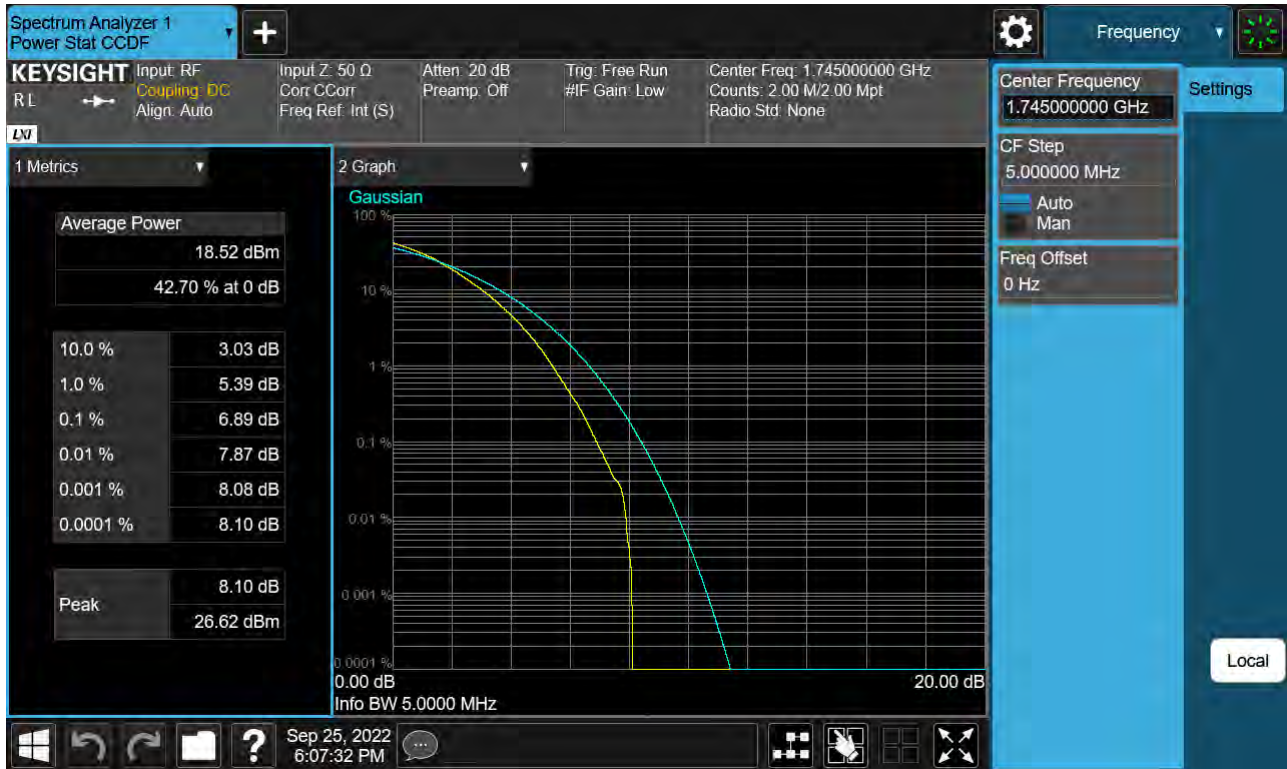 Spectrum Analyzer 1
Power Stat CCDF
Frequency
KEYSIGHT
RL
LXI
Input: RF
Coupling: DC
Align: Auto
Input Z: 50 Ω
Corr CCorr
Freq Ref: Int (S)
Atten: 20 dB
Preamp: Off
Trig: Free Run
#IF Gain: Low
Center Freq: 1.745000000 GHz
Counts: 2.00 M/2.00 Mpt
Radio Std: None
Center Frequency
1.745000000 GHz
Settings
CF Step
5.000000 MHz
Auto
Man
Freq Offset
0 Hz
Local
1 Metrics
Average Power
18.52 dBm
42.70 % at 0 dB
10.0 % 3.03 dB
1.0 % 5.39 dB
0.1 % 6.89 dB
0.01 % 7.87 dB
0.001 % 8.08 dB
0.0001 % 8.10 dB
Peak
8.10 dB
26.62 dBm
2 Graph
Gaussian
100 %
10 %
1 %
0.1 %
0.01 %
0.001 %
0.0001 %
0.00 dB 20.00 dB
Info BW 5.0000 MHz
?
Sep 25, 2022
6:07:32 PM